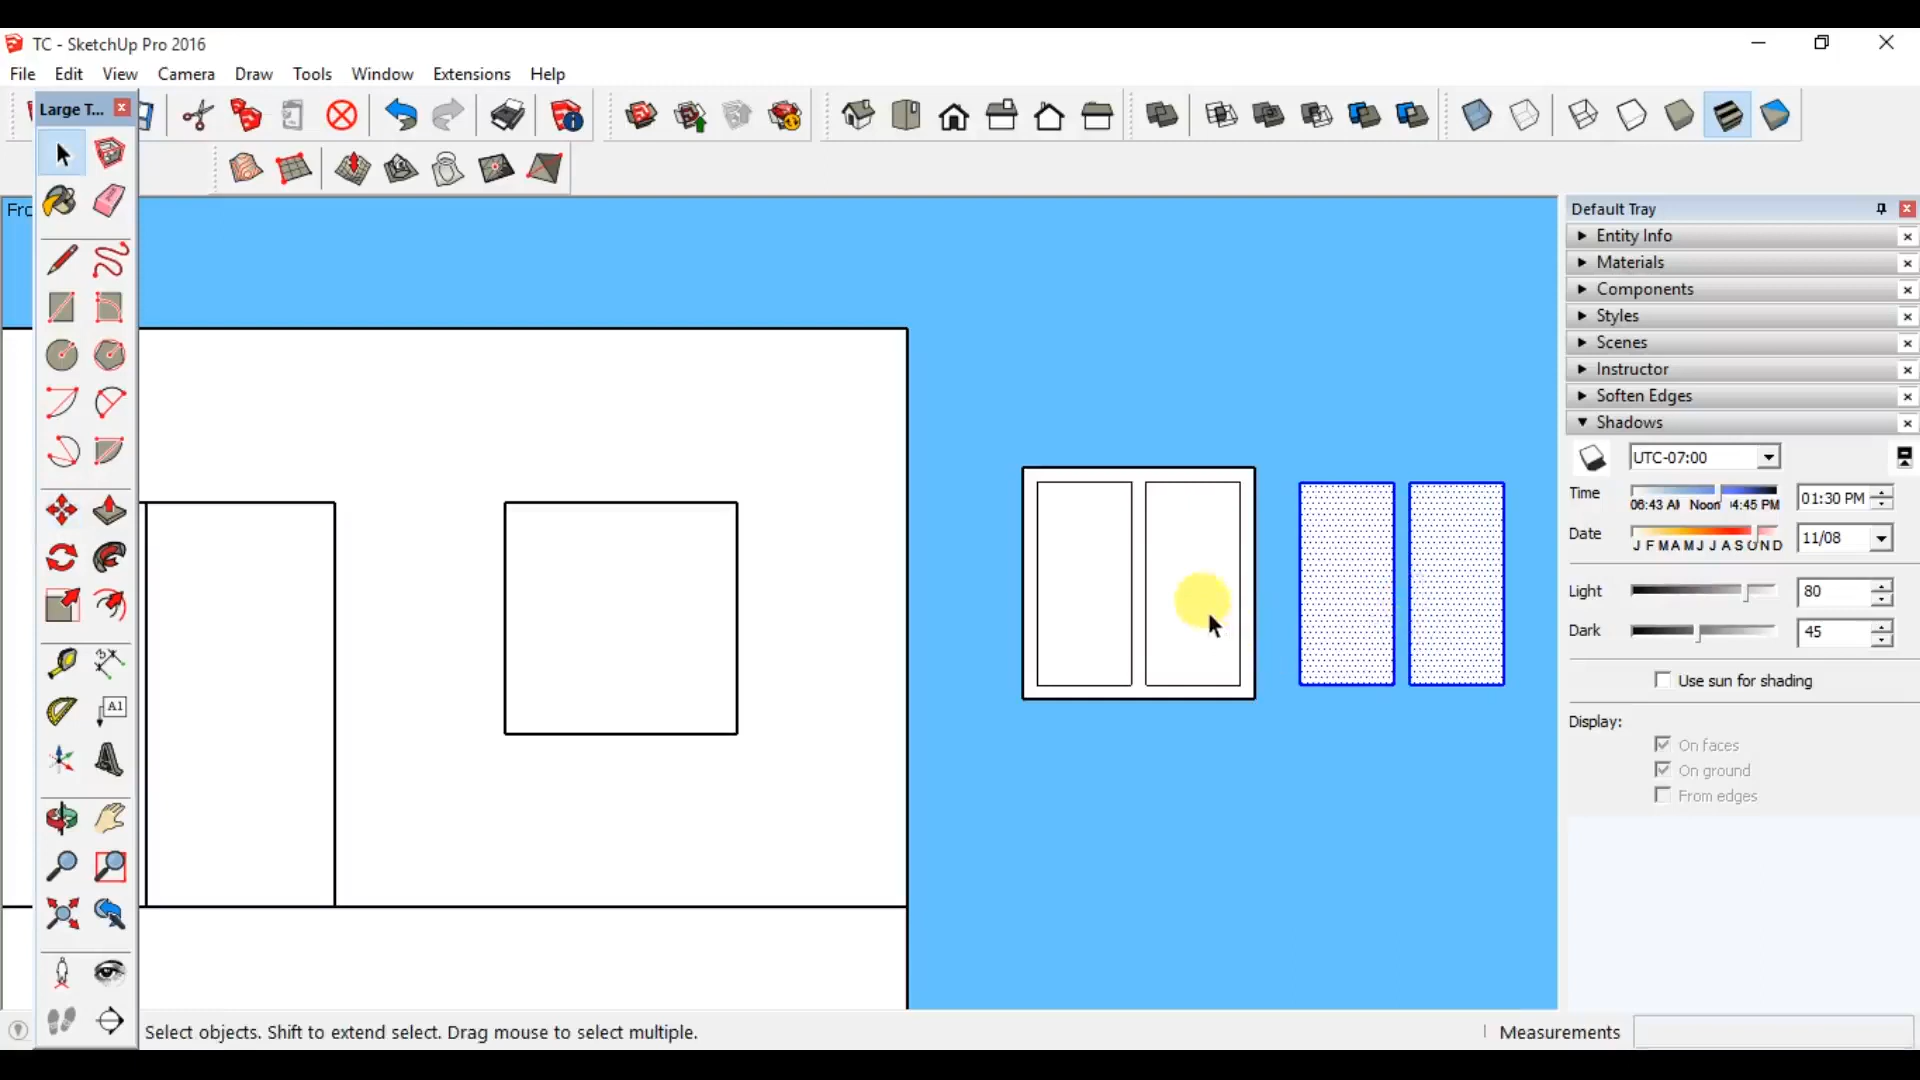 TC - SketchUp Pro 2016
File Edit View Camera Draw Tools Window Extensions Help
Large T...
Fro
A1
Default Tray
Entity Info
Materials
Components
Styles
Scenes
Instructor
Soften Edges
Shadows
UTC-07:00
Time 06:43 AM Noon 4:45 PM 01:30 PM
Date J F M A M J J A S O N D 11/08
Light 80
Dark 45
Use sun for shading
Display:
On faces
On ground
From edges
Select objects. Shift to extend select. Drag mouse to select multiple.
Measurements